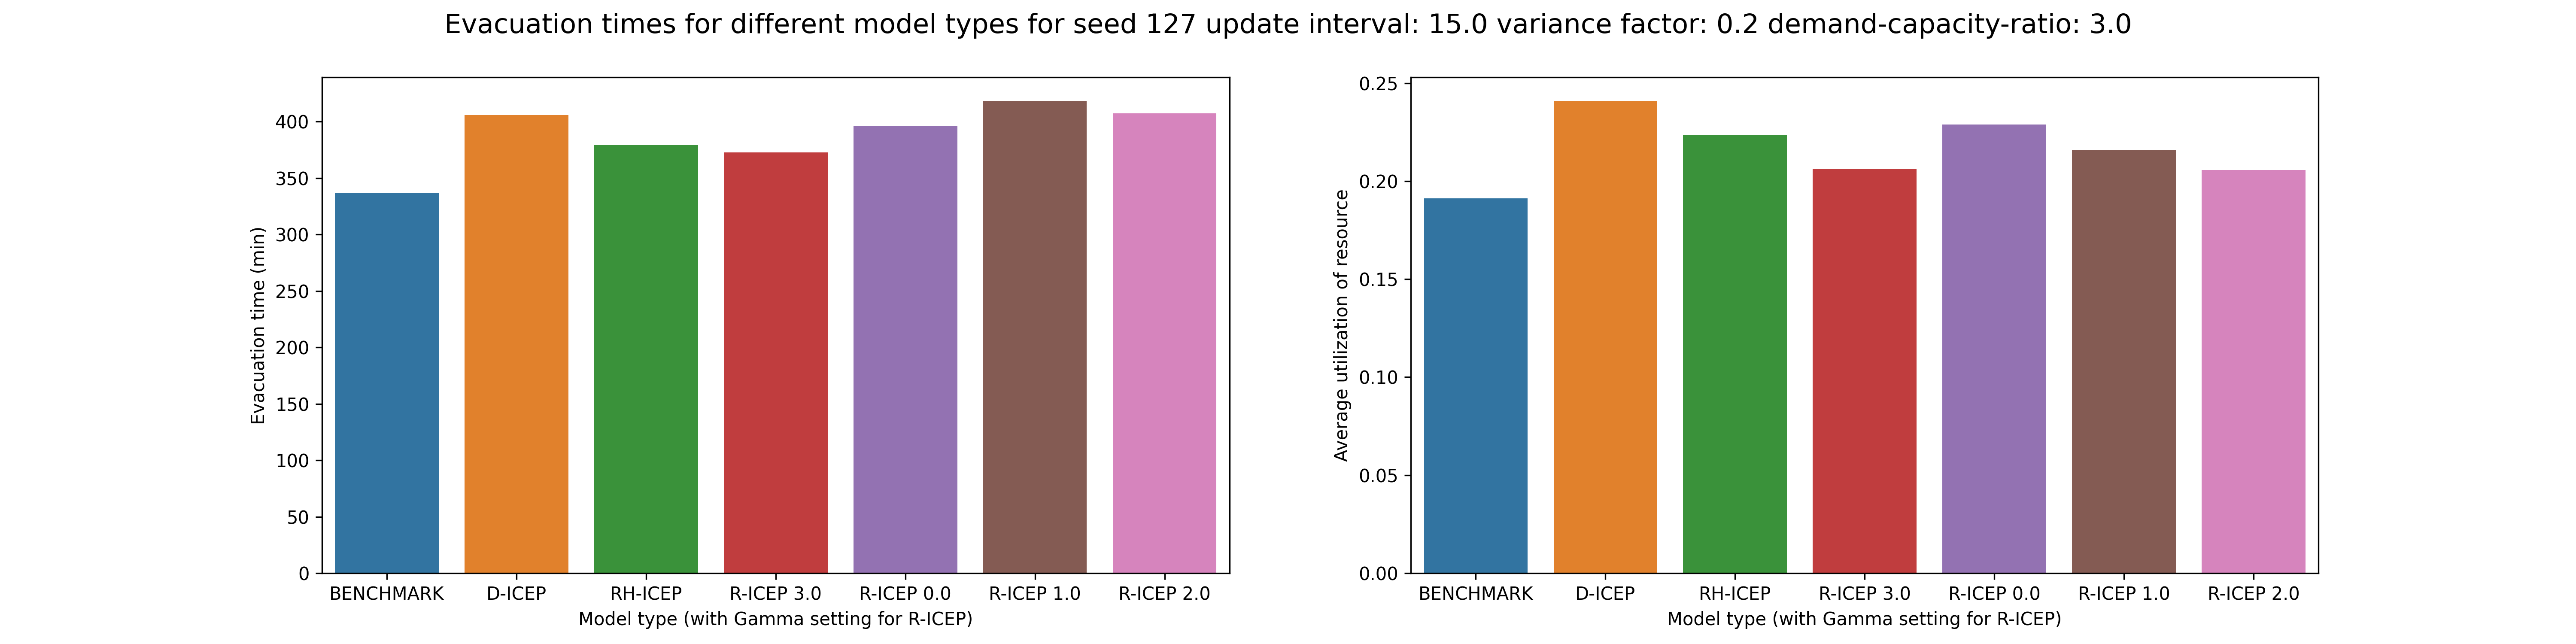 Evacuation times for different model types for seed 127 update interval: 15.0 variance factor: 0.2 demand-capacity-ratio: 3.0
Evacuation time (min)
400
350
300
250
200
150
100
50
0
BENCHMARK D-ICEP RH-ICEP R-ICEP 3.0 R-ICEP 0.0 R-ICEP 1.0 R-ICEP 2.0
Model type (with Gamma setting for R-ICEP)
Average utilization of resource
0.25
0.20
0.15
0.10
0.05
0.00
BENCHMARK D-ICEP RH-ICEP R-ICEP 3.0 R-ICEP 0.0 R-ICEP 1.0 R-ICEP 2.0
Model type (with Gamma setting for R-ICEP)